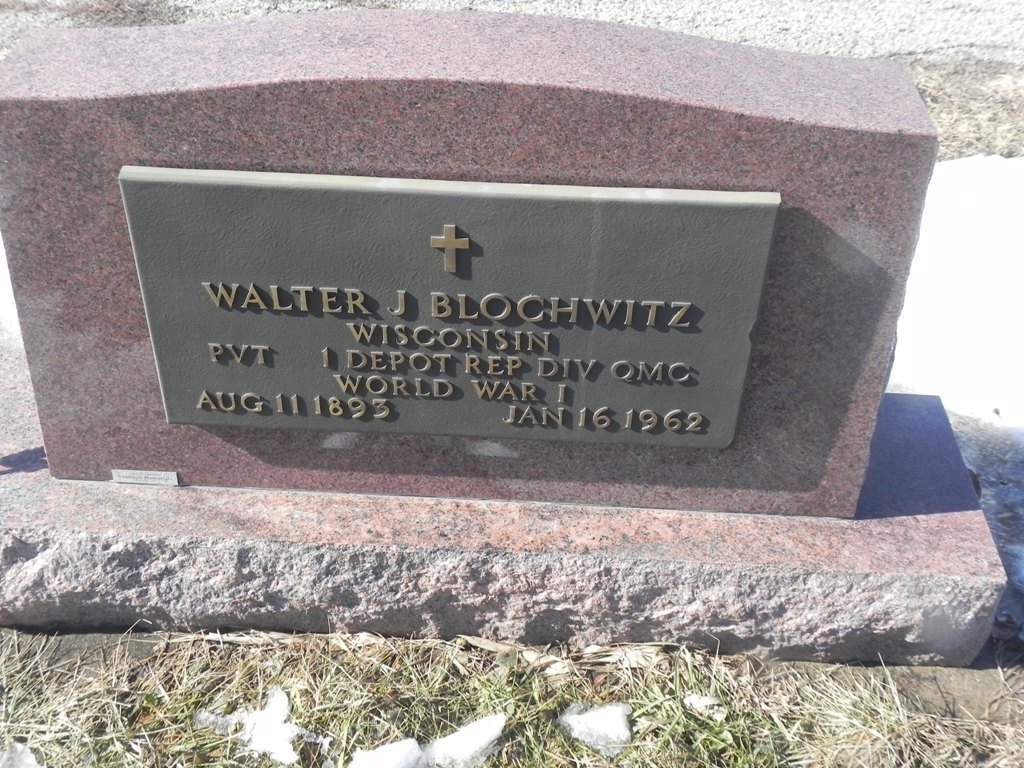 WALTER J BLOCHWITZ
WISCONSIN
PVT 1 DEPOT REP DIV QMC
WORLD WAR I
AUG 11 1893 JAN 16 1962